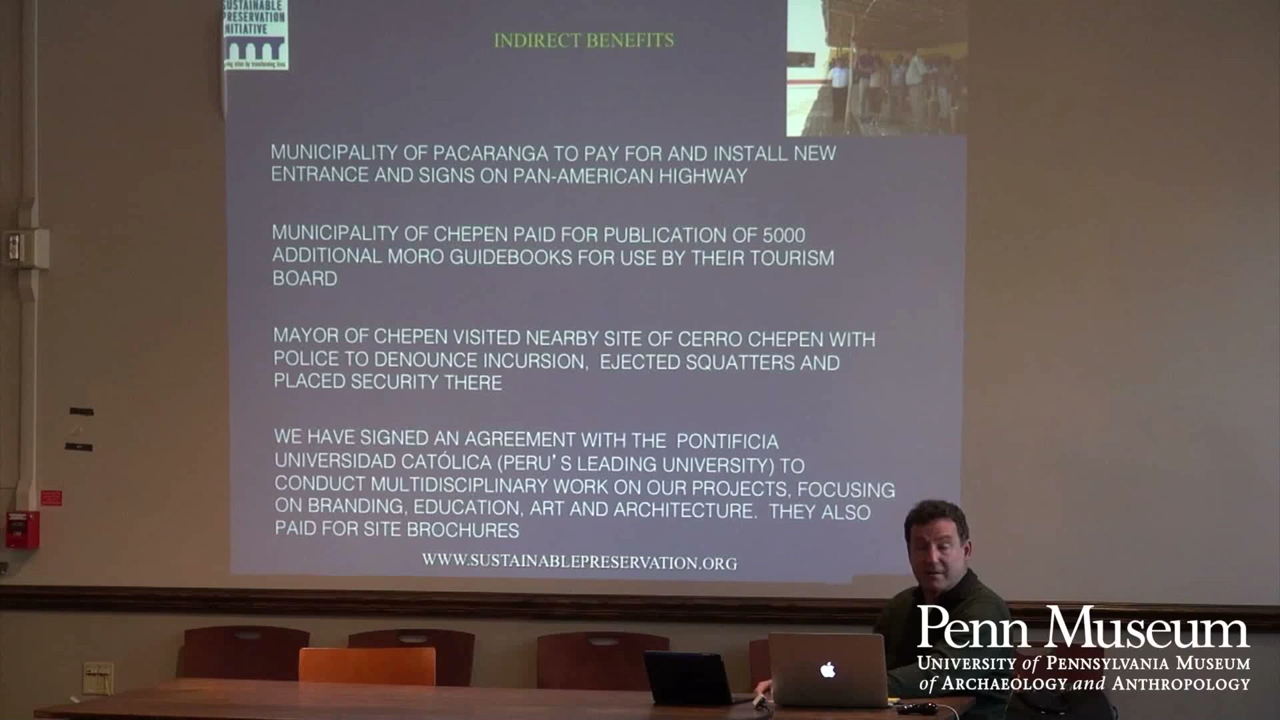 SUSTAINABLE
PRESERVATION
INITIATIVE
INDIRECT BENEFITS
MUNICIPALITY OF PACARANGA TO PAY FOR AND INSTALL NEW
ENTRANCE AND SIGNS ON PAN-AMERICAN HIGHWAY
MUNICIPALITY OF CHEPEN PAID FOR PUBLICATION OF 5000
ADDITIONAL MORO GUIDEBOOKS FOR USE BY THEIR TOURISM
BOARD
MAYOR OF CHEPEN VISITED NEARBY SITE OF CERRO CHEPEN WITH
POLICE TO DENOUNCE INCURSION, EJECTED SQUATTERS AND
PLACED SECURITY THERE
WE HAVE SIGNED AN AGREEMENT WITH THE PONTIFICIA
UNIVERSIDAD CATÓLICA (PERU'S LEADING UNIVERSITY) TO
CONDUCT MULTIDISCIPLINARY WORK ON OUR PROJECTS, FOCUSING
ON BRANDING, EDUCATION, ART AND ARCHITECTURE. THEY ALSO
PAID FOR SITE BROCHURES
WWW.SUSTAINABLEPRESERVATION.ORG
Penn Museum
UNIVERSITY of PENNSYLVANIA MUSEUM
of ARCHAEOLOGY and ANTHROPOLOGY